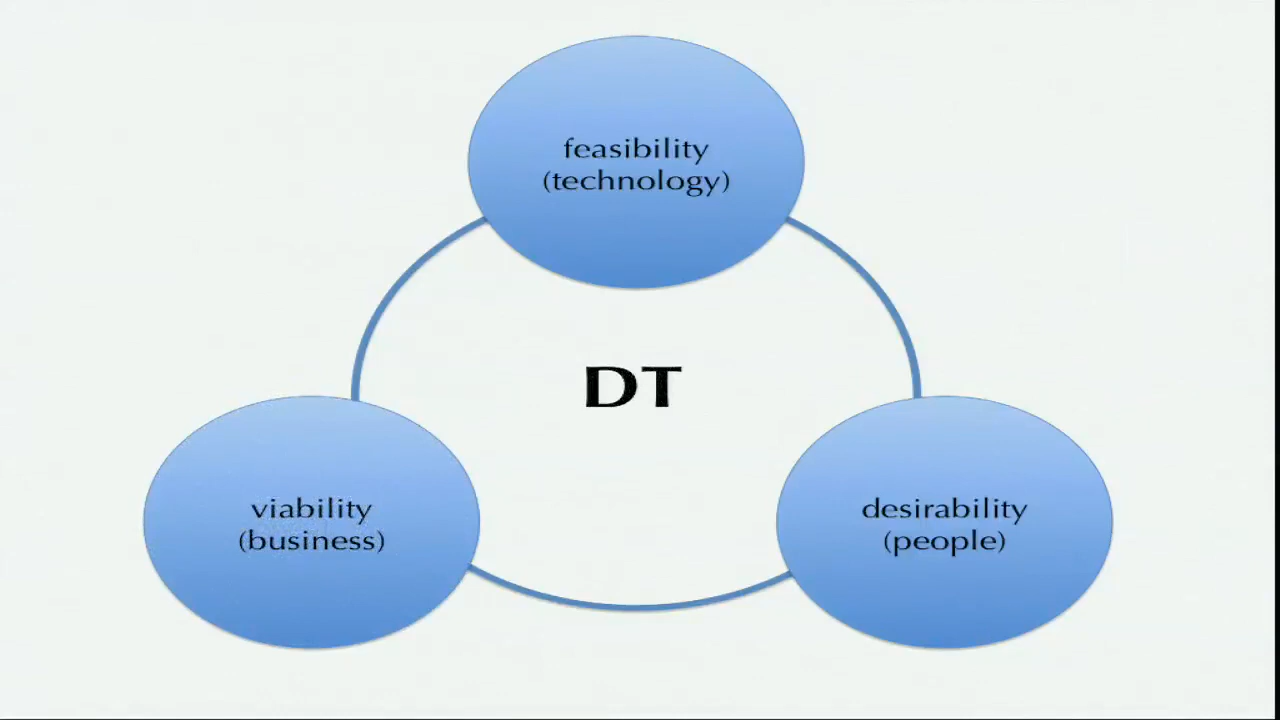 feasibility
(technology)
DT
viability
(business)
desirability
(people)